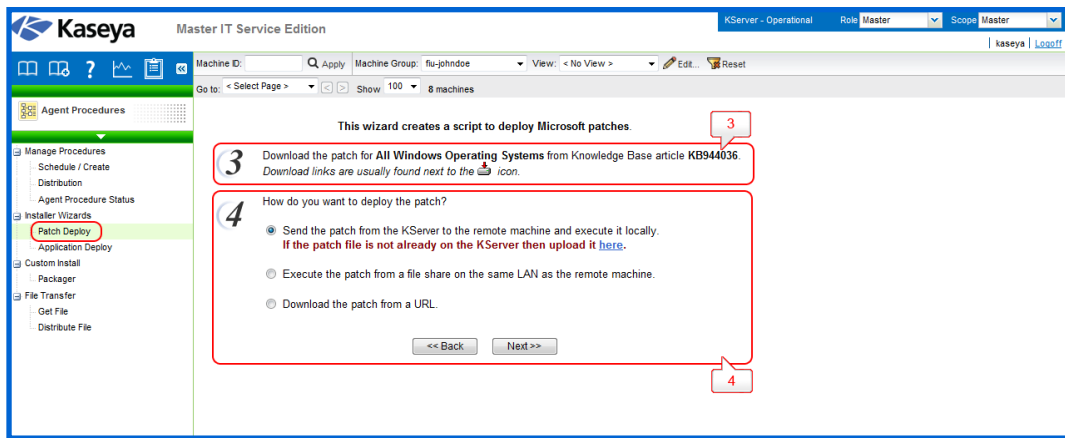 Kaseya
Master IT Service Edition
KServer - Operational
Role Master
Scope Master
kaseya | Logoff
Machine ID:
Apply
Machine Group: fiu-johndoe
View: < No View >
Edit...
Reset
Go to: < Select Page >
Show 100
8 machines
Agent Procedures
Manage Procedures
Schedule / Create
Distribution
Agent Procedure Status
Installer Wizards
Patch Deploy
Application Deploy
Custom Install
Packager
File Transfer
Get File
Distribute File
This wizard creates a script to deploy Microsoft patches.
3
3
Download the patch for All Windows Operating Systems from Knowledge Base article KB944036.
Download links are usually found next to the icon.
4
How do you want to deploy the patch?
Send the patch from the KServer to the remote machine and execute it locally.
If the patch file is not already on the KServer then upload it here.
Execute the patch from a file share on the same LAN as the remote machine.
Download the patch from a URL.
<< Back
Next >>
4